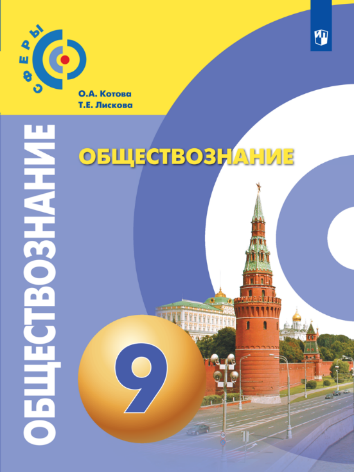 СФЕРЫ
О.А. Котова
Т.Е. Лискова
ОБЩЕСТВОЗНАНИЕ
ОБЩЕСТВОЗНАНИЕ
9